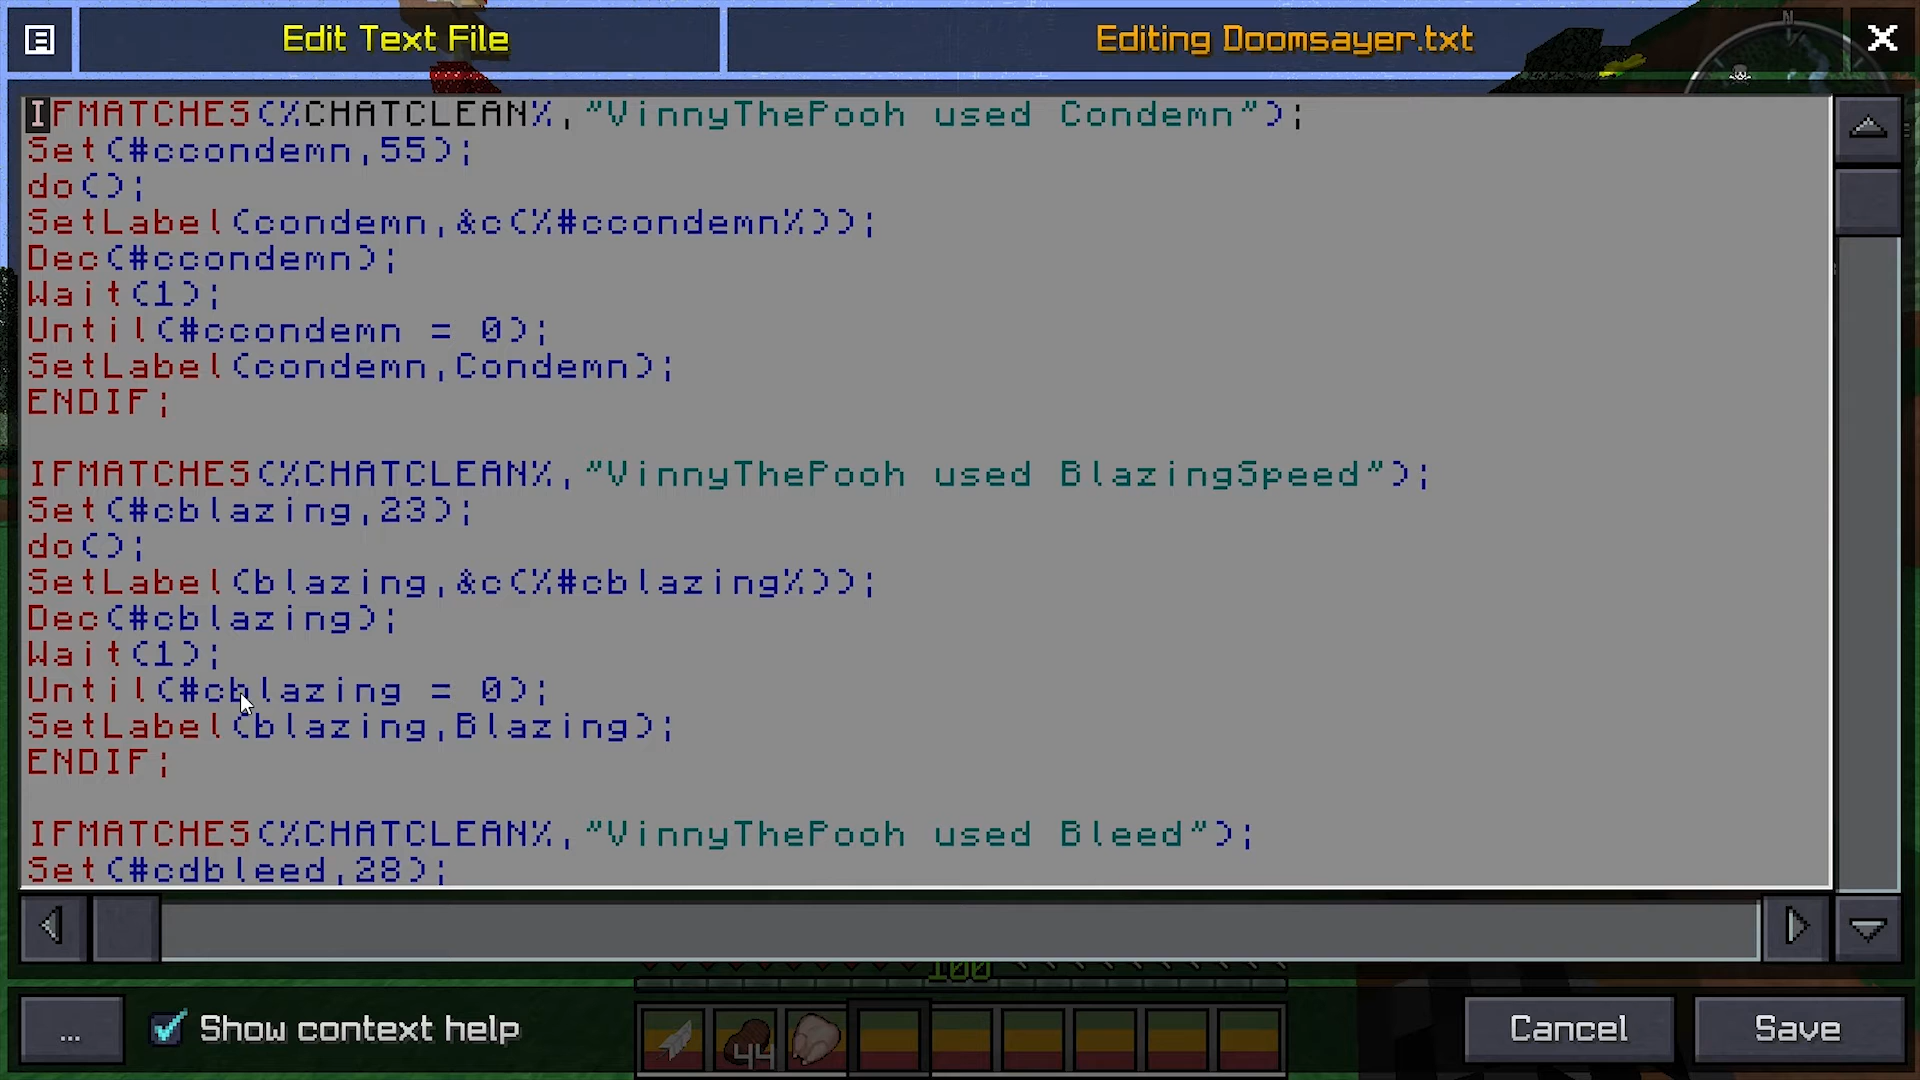 Edit Text File
Editing Doomsayer.txt
IFMATCHES(%CHATCLEAN%,"VinnyThePooh used Condemn");
Set(#ccondemn,55);
do();
SetLabel(condemn,&c(%#ccondemn%));
Dec(#ccondemn);
Wait(1);
Until(#ccondemn = 0);
SetLabel(condemn,Condemn);
ENDIF;
IFMATCHES(%CHATCLEAN%,"VinnyThePooh used BlazingSpeed");
Set(#cblazing,23);
do();
SetLabel(blazing,&c(%#cblazing%));
Dec(#cblazing);
Wait(1);
Until(#cblazing = 0);
SetLabel(blazing,Blazing);
ENDIF;
IFMATCHES(%CHATCLEAN%,"VinnyThePooh used Bleed");
Set(#cdbleed,28);
100
...
Show context help
44
Cancel
Save
N